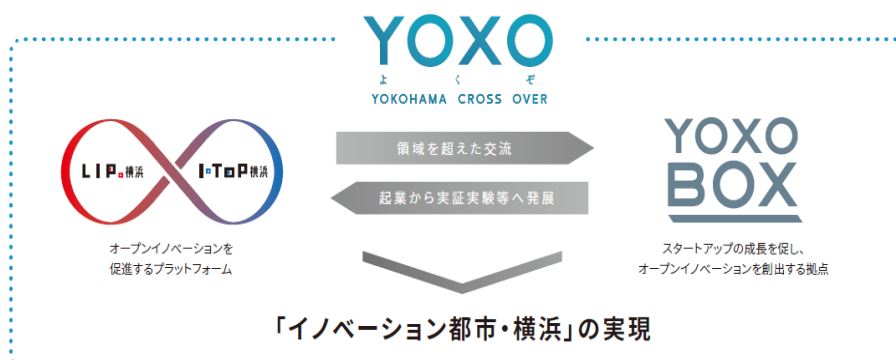 YOXO
よくぞ
YOKOHAMA CROSS OVER
LIP.横浜
I・TOP横浜
領域を超えた交流
起業から実証実験等へ発展
YOXO
BOX
オープンイノベーションを
促進するプラットフォーム
スタートアップの成長を促し、
オープンイノベーションを創出する拠点
「イノベーション都市・横浜」の実現